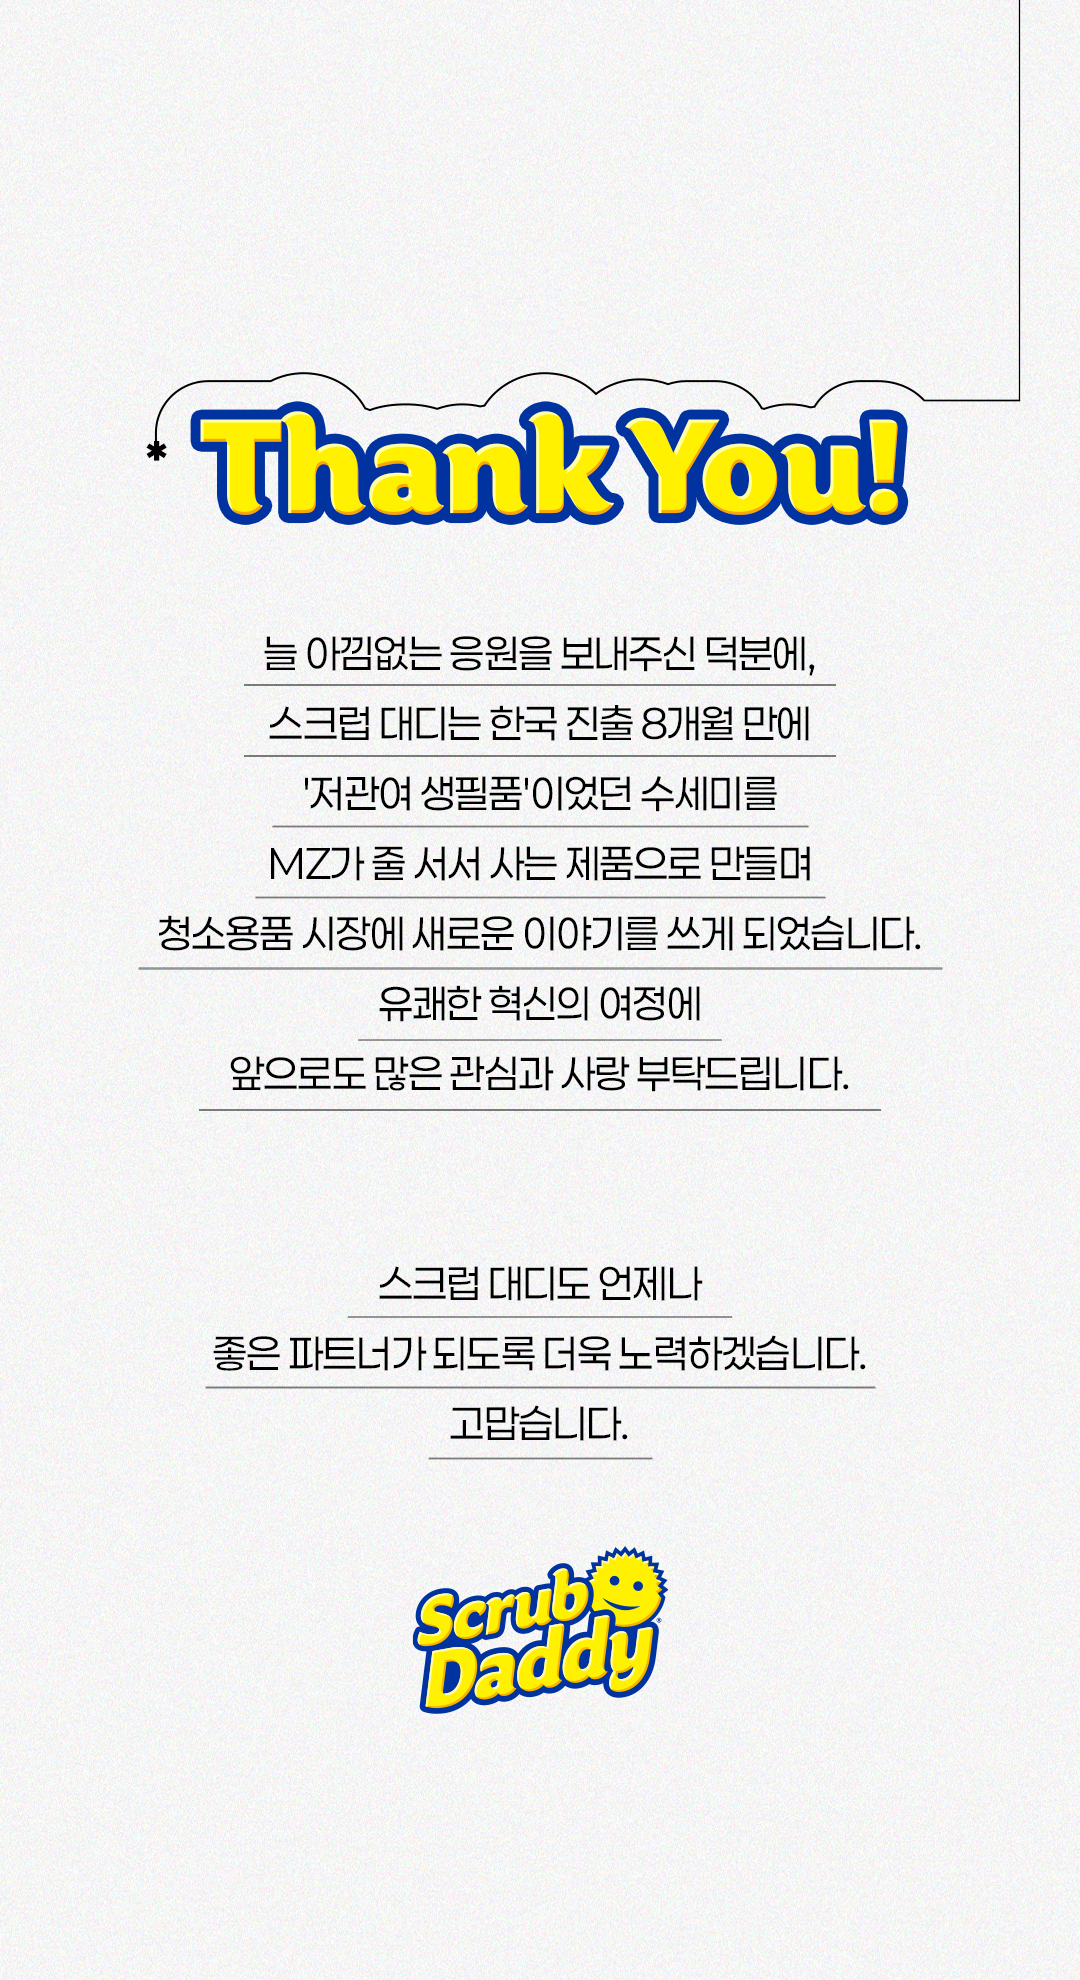 Thank You!
늘 아낌없는 응원을 보내주신 덕분에,
스크럽 대디는 한국 진출 8개월 만에
'저관여 생필품'이었던 수세미를
MZ가 줄 서서 사는 제품으로 만들며
청소용품 시장에 새로운 이야기를 쓰게 되었습니다.
유쾌한 혁신의 여정에
앞으로도 많은 관심과 사랑 부탁드립니다.
스크럽 대디도 언제나
좋은 파트너가 되도록 더욱 노력하겠습니다.
고맙습니다.
Scrub
Daddy®